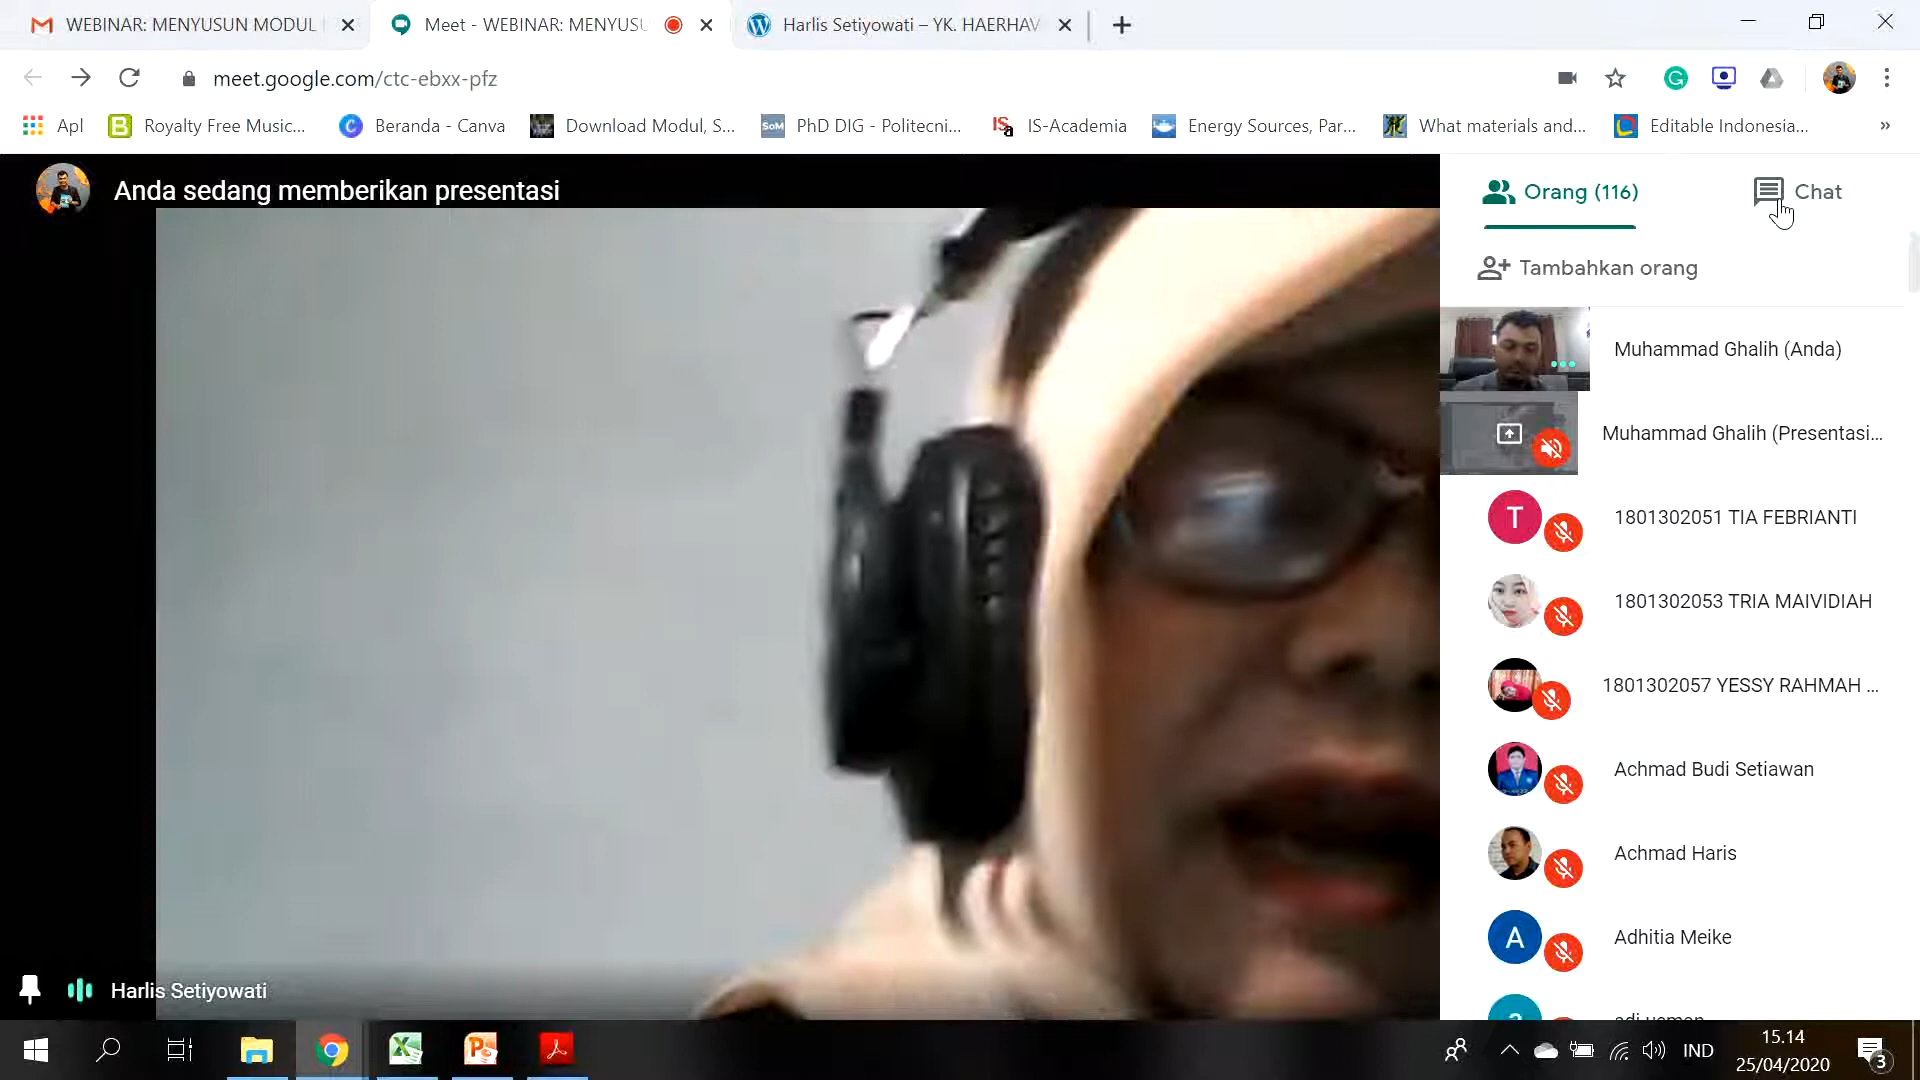 WEBINAR: MENYUSUN MODUL
Meet - WEBINAR: MENYUSU
Harlis Setiyowati – YK. HAERHAV
meet.google.com/ctc-ebxx-pfz
Apl
Royalty Free Music...
Beranda - Canva
Download Modul, S...
SoM
PhD DIG - Politecni...
IS-Academia
Energy Sources, Par...
What materials and...
Editable Indonesia...
Anda sedang memberikan presentasi
Orang (116)
Chat
Tambahkan orang
Muhammad Ghalih (Anda)
Muhammad Ghalih (Presentasi...
T
1801302051 TIA FEBRIANTI
1801302053 TRIA MAIVIDIAH
1801302057 YESSY RAHMAH ...
Achmad Budi Setiawan
Achmad Haris
A
Adhitia Meike
Harlis Setiyowati
IND
15.14
25/04/2020
3